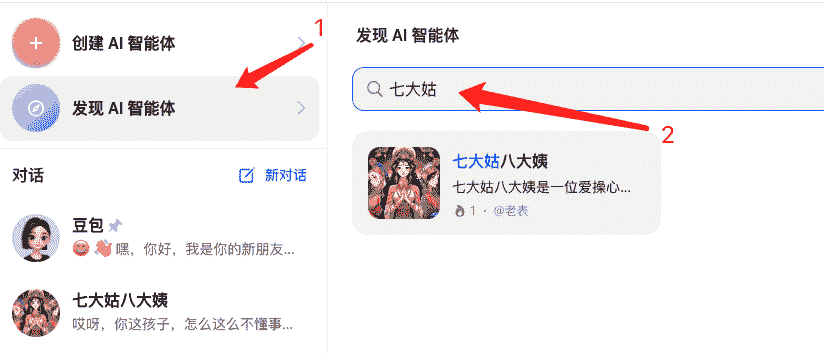 创建 AI 智能体
1
发现 AI 智能体
对话
新对话
豆包
嘿，你好，我是你的新朋友...
七大姑八大姨
哎呀，你这孩子，怎么这么不懂事...
发现 AI 智能体
七大姑
2
七大姑八大姨
七大姑八大姨是一位爱操心...
1 · @老表